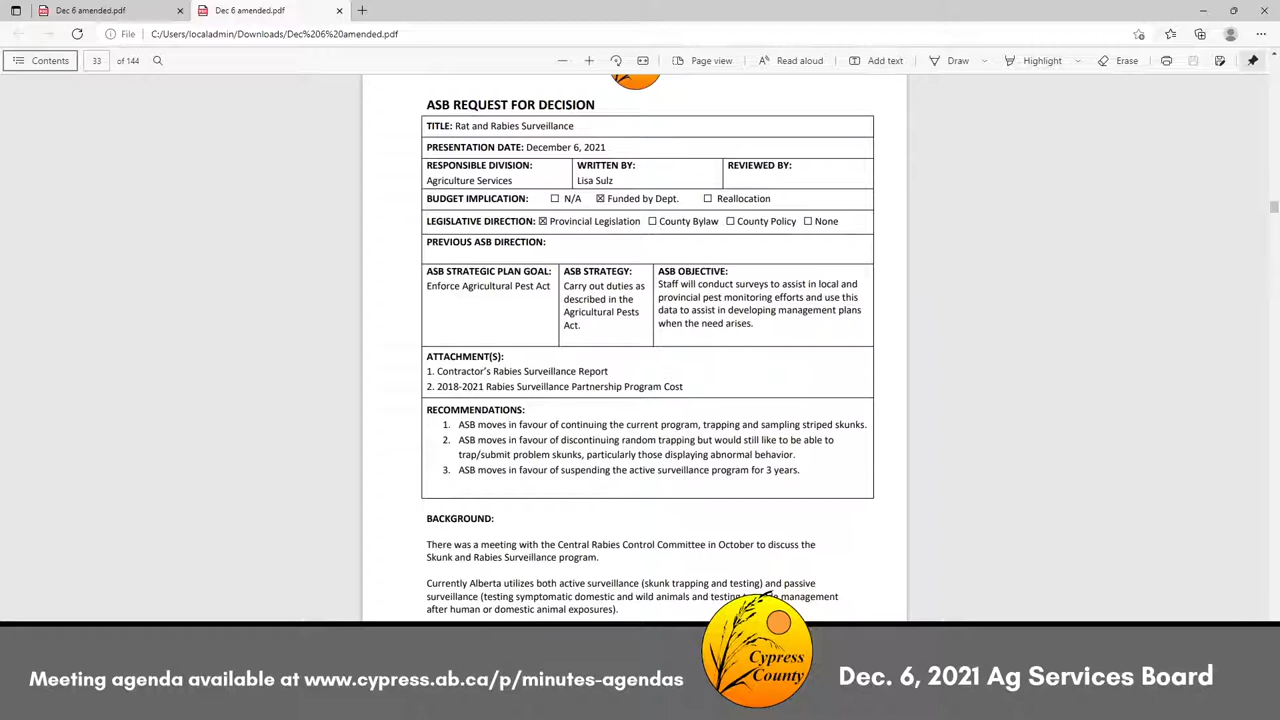 Dec 6 amended.pdf
Dec 6 amended.pdf
File C:/Users/localadmin/Downloads/Dec%206%20amended.pdf
Contents 33 of 144 Page view Read aloud Add text Draw Highlight Erase
ASB REQUEST FOR DECISION
TITLE: Rat and Rabies Surveillance
PRESENTATION DATE: December 6, 2021
RESPONSIBLE DIVISION: WRITTEN BY: REVIEWED BY:
Agriculture Services Lisa Sulz
BUDGET IMPLICATION: ☐ N/A ☒ Funded by Dept. ☐ Reallocation
LEGISLATIVE DIRECTION: ☒ Provincial Legislation ☐ County Bylaw ☐ County Policy ☐ None
PREVIOUS ASB DIRECTION:
ASB STRATEGIC PLAN GOAL:
Enforce Agricultural Pest Act
ASB STRATEGY:
Carry out duties as
described in the
Agricultural Pests
Act.
ASB OBJECTIVE:
Staff will conduct surveys to assist in local and
provincial pest monitoring efforts and use this
data to assist in developing management plans
when the need arises.
ATTACHMENT(S):
1. Contractor's Rabies Surveillance Report
2. 2018-2021 Rabies Surveillance Partnership Program Cost
RECOMMENDATIONS:
1. ASB moves in favour of continuing the current program, trapping and sampling striped skunks.
2. ASB moves in favour of discontinuing random trapping but would still like to be able to
trap/submit problem skunks, particularly those displaying abnormal behavior.
3. ASB moves in favour of suspending the active surveillance program for 3 years.
BACKGROUND:
There was a meeting with the Central Rabies Control Committee in October to discuss the
Skunk and Rabies Surveillance program.
Currently Alberta utilizes both active surveillance (skunk trapping and testing) and passive
surveillance (testing symptomatic domestic and wild animals and testing management
after human or domestic animal exposures).
Meeting agenda available at www.cypress.ab.ca/p/minutes-agendas
Cypress
County
Dec. 6, 2021 Ag Services Board